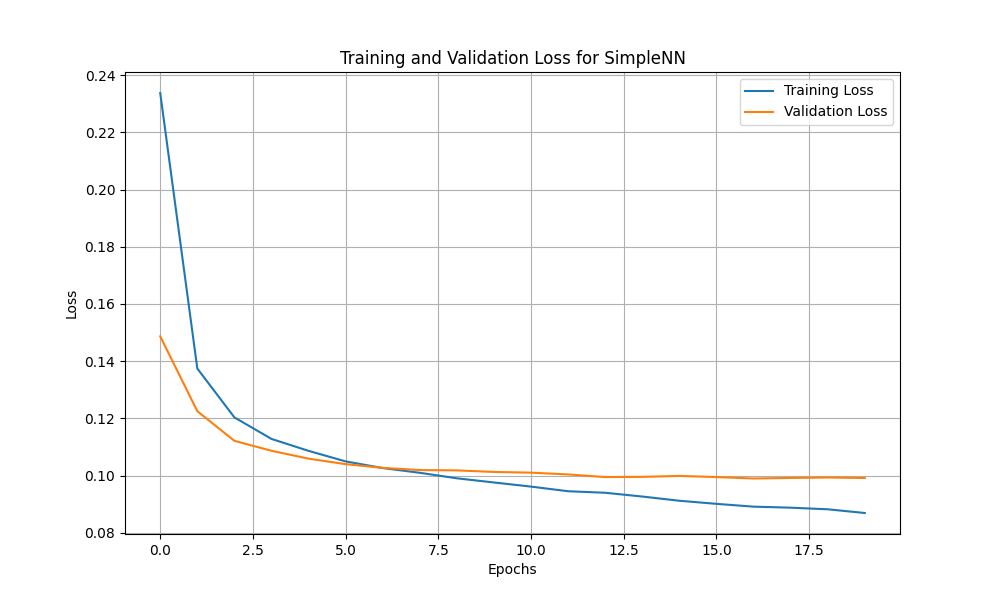 Training and Validation Loss for SimpleNN
Training Loss
Validation Loss
0.24
0.22
0.20
0.18
0.16
0.14
0.12
0.10
0.08
Loss
0.0 2.5 5.0 7.5 10.0 12.5 15.0 17.5
Epochs